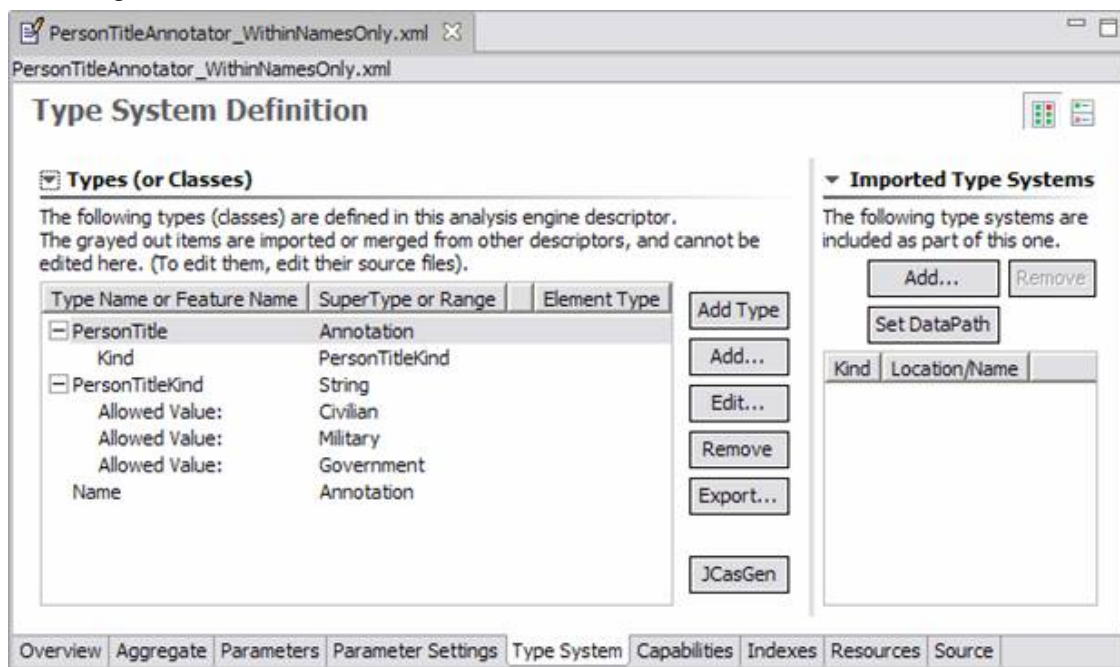 PersonTitleAnnotator_WithinNamesOnly.xml
PersonTitleAnnotator_WithinNamesOnly.xml
Type System Definition
Types (or Classes)
The following types (classes) are defined in this analysis engine descriptor.
The grayed out items are imported or merged from other descriptors, and cannot be
edited here. (To edit them, edit their source files).
Type Name or Feature Name SuperType or Range Element Type
PersonTitle Annotation
Kind PersonTitleKind
PersonTitleKind String
Allowed Value: Civilian
Allowed Value: Military
Allowed Value: Government
Name Annotation
Add Type
Add...
Edit...
Remove
Export...
JCasGen
Imported Type Systems
The following type systems are
included as part of this one.
Add... Remove
Set DataPath
Kind Location/Name
Overview Aggregate Parameters Parameter Settings Type System Capabilities Indexes Resources Source